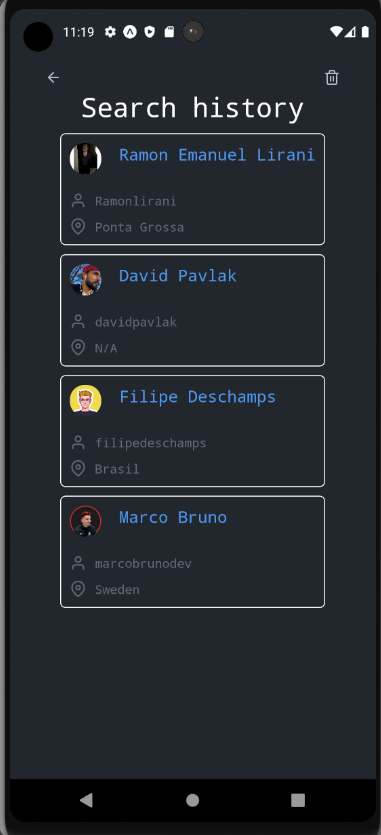 11:19
Search history
Ramon Emanuel Lirani
Ramonlirani
Ponta Grossa
David Pavlak
davidpavlak
N/A
Filipe Deschamps
filipedeschamps
Brasil
Marco Bruno
marcobrunodev
Sweden